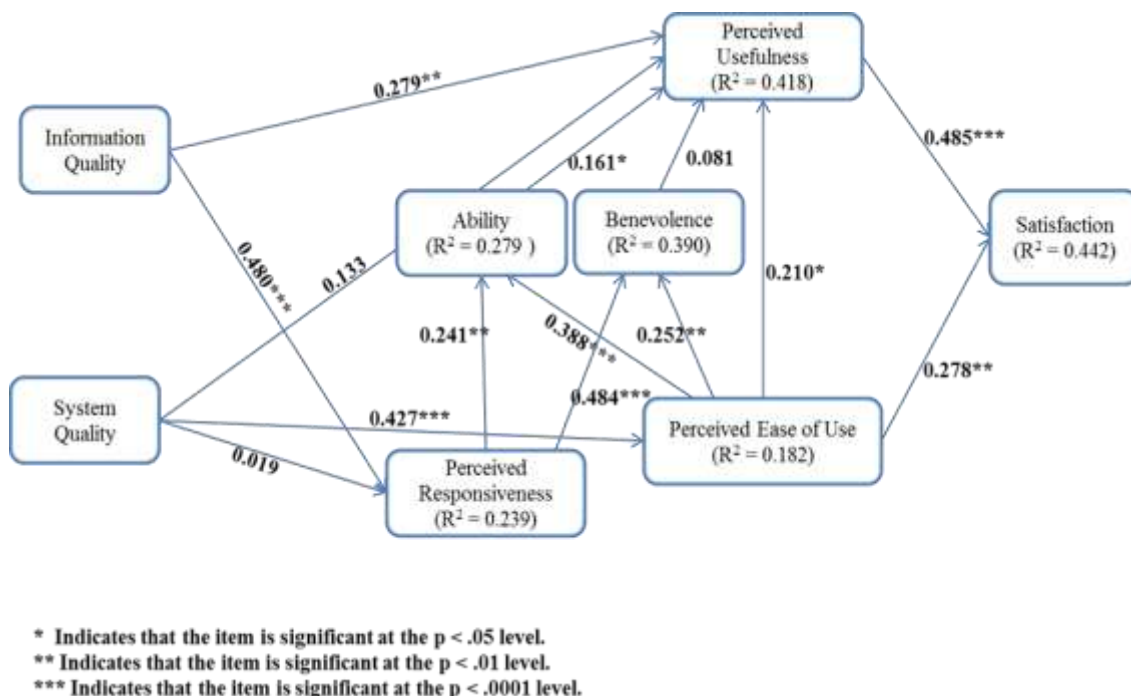 Perceived
Usefulness
(R² = 0.418)
0.279**
Information
Quality
0.485***
0.161*
0.081
Ability
(R² = 0.279 )
Benevolence
(R² = 0.390)
Satisfaction
(R² = 0.442)
0.480***
0.133
0.210*
0.241**
0.388***
0.252**
0.278**
System
Quality
0.427***
0.484***
Perceived Ease of Use
(R² = 0.182)
0.019
Perceived
Responsiveness
(R² = 0.239)
* Indicates that the item is significant at the p < .05 level.
** Indicates that the item is significant at the p < .01 level.
*** Indicates that the item is significant at the p < .0001 level.